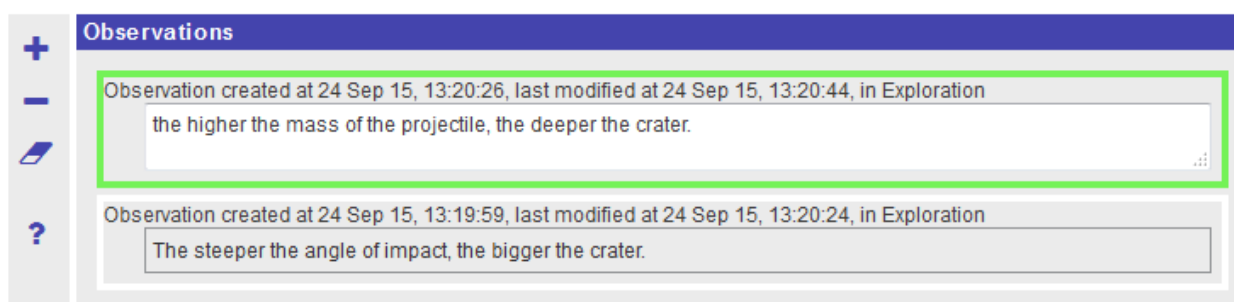 Observations
Observation created at 24 Sep 15, 13:20:26, last modified at 24 Sep 15, 13:20:44, in Exploration
the higher the mass of the projectile, the deeper the crater.
Observation created at 24 Sep 15, 13:19:59, last modified at 24 Sep 15, 13:20:24, in Exploration
?
The steeper the angle of impact, the bigger the crater.